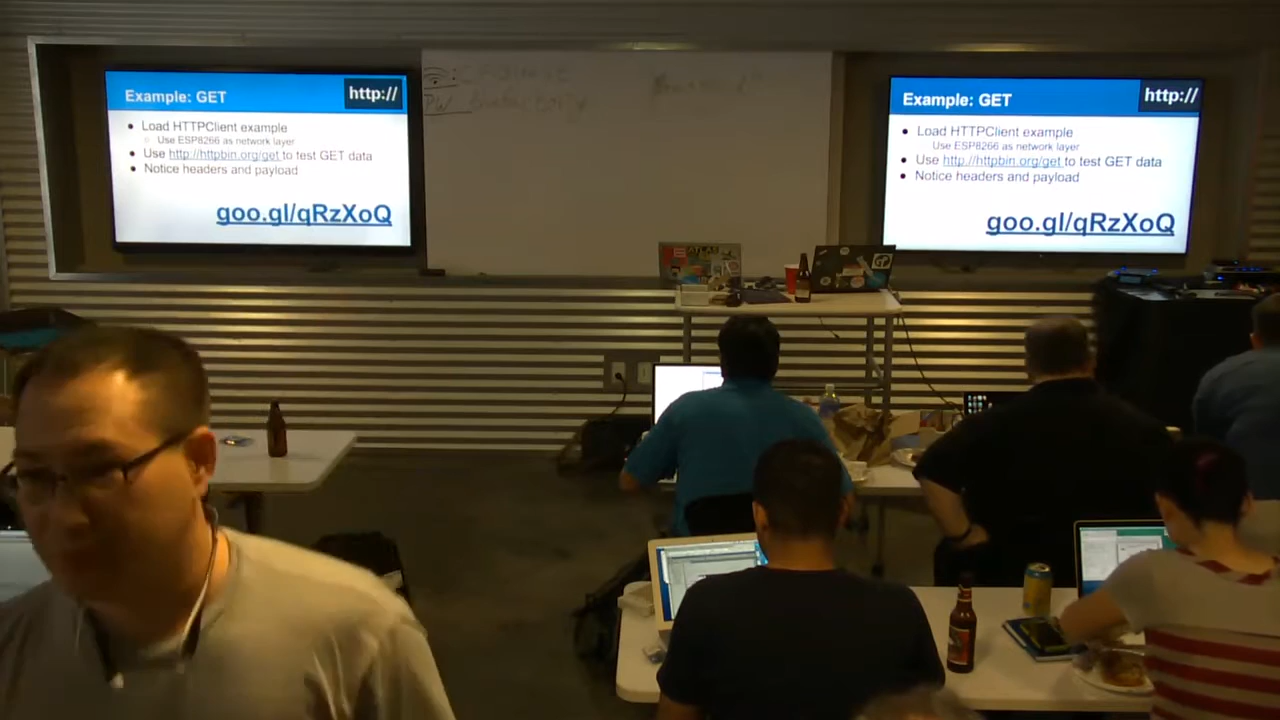 Example: GET
http://
Load HTTPClient example
Use ESP8266 as network layer
Use http://httpbin.org/get to test GET data
Notice headers and payload
goo.gl/qRzXoQ
PW
Example: GET
http://
Load HTTPClient example
Use ESP8266 as network layer
Use http://httpbin.org/get to test GET data
Notice headers and payload
goo.gl/qRzXoQ
ATLAS